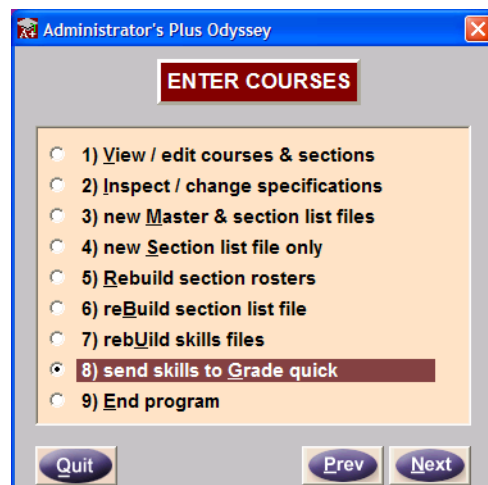 Administrator's Plus Odyssey
ENTER COURSES
1) View / edit courses & sections
2) Inspect / change specifications
3) new Master & section list files
4) new Section list file only
5) Rebuild section rosters
6) reBuild section list file
7) rebUild skills files
8) send skills to Grade quick
9) End program
Quit Prev Next